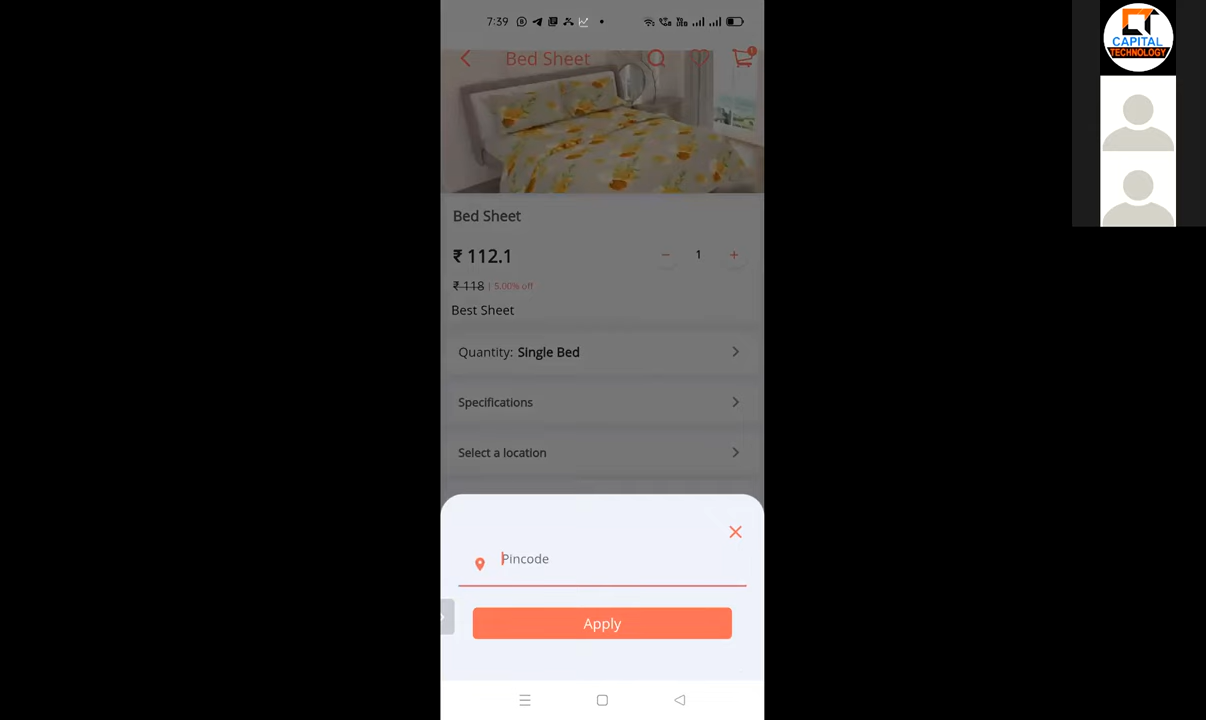 7:39
Bed Sheet
1
Bed Sheet
₹ 112.1
− 1 +
₹ 118 | 5.00% off
Best Sheet
Quantity: Single Bed
Specifications
Select a location
Pincode
Apply
CAPITAL
TECHNOLOGY